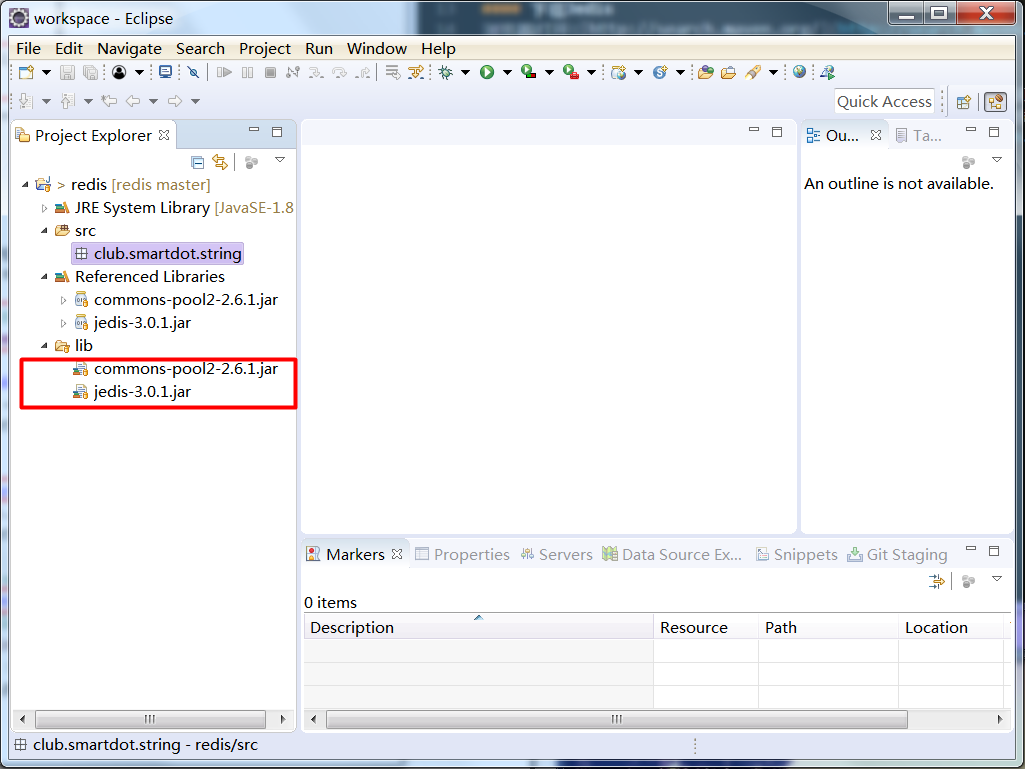 workspace - Eclipse
File Edit Navigate Search Project Run Window Help
Quick Access
Project Explorer
Ou...
Ta...
> redis [redis master]
An outline is not available.
JRE System Library [JavaSE-1.8
src
club.smartdot.string
Referenced Libraries
commons-pool2-2.6.1.jar
jedis-3.0.1.jar
lib
commons-pool2-2.6.1.jar
jedis-3.0.1.jar
Markers Properties Servers Data Source Ex... Snippets Git Staging
0 items
Description Resource Path Location
club.smartdot.string - redis/src